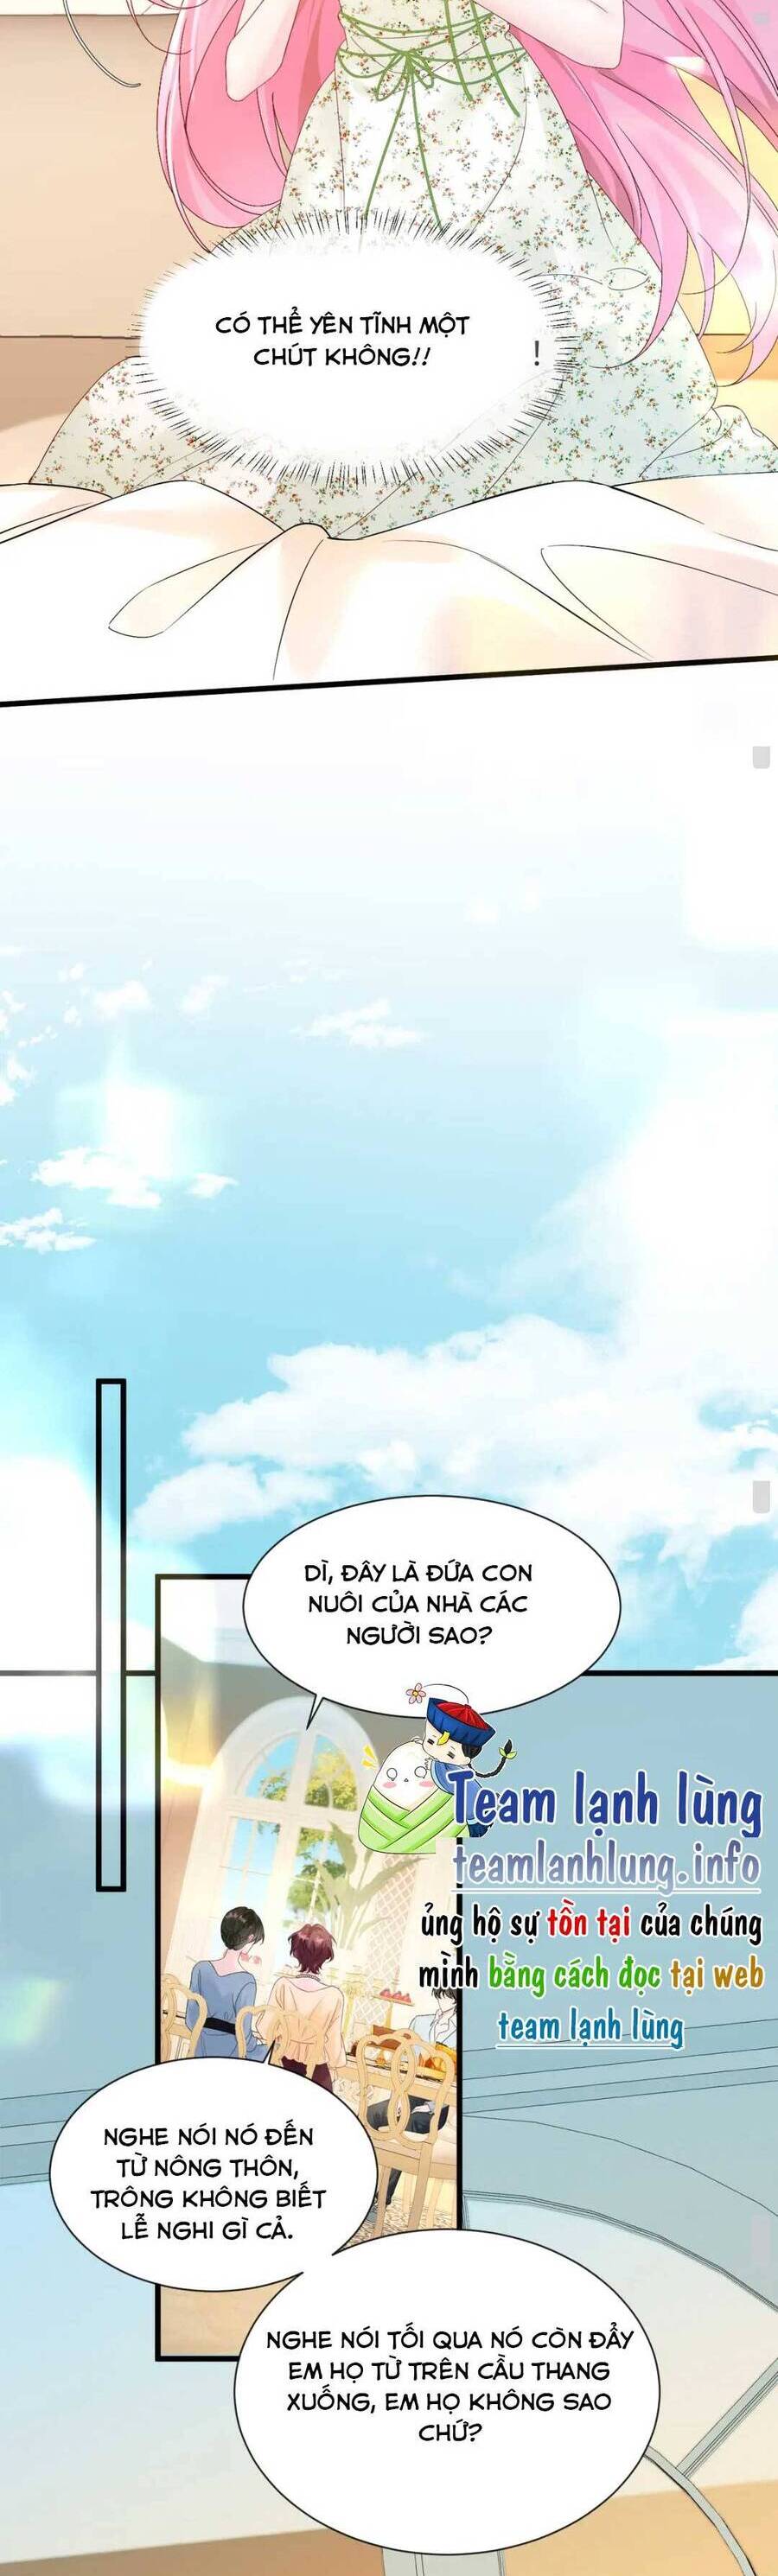 CÓ THỂ YÊN TĨNH MỘT
CHÚT KHÔNG!!
!
DÌ, ĐÂY LÀ ĐỨA CON
NUÔI CỦA NHÀ CÁC
NGƯỜI SAO?
Team lạnh lùng
teamlanhlung.info
ủng hộ sự tồn tại của chúng
mình bằng cách đọc tại web
team lạnh lùng
NGHE NÓI NÓ ĐẾN
TỪ NÔNG THÔN,
TRÔNG KHÔNG BIẾT
LỄ NGHI GÌ CẢ.
NGHE NÓI TỐI QUA NÓ CÒN ĐẨY
EM HỌ TỪ TRÊN CẦU THANG
XUỐNG, EM HỌ KHÔNG SAO
CHỨ?